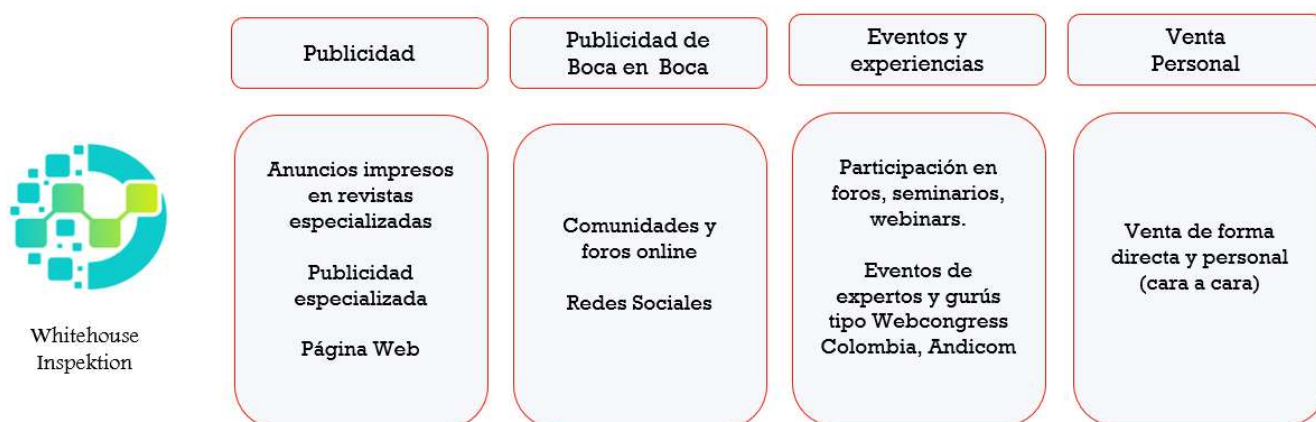 Publicidad
Publicidad de
Boca en Boca
Eventos y
experiencias
Venta
Personal
Whitehouse
Inspektion
Anuncios impresos
en revistas
especializadas
Publicidad
especializada
Página Web
Comunidades y
foros online
Redes Sociales
Participación en
foros, seminarios,
webinars.
Eventos de
expertos y gurús
tipo Webcongress
Colombia, Andicom
Venta de forma
directa y personal
(cara a cara)